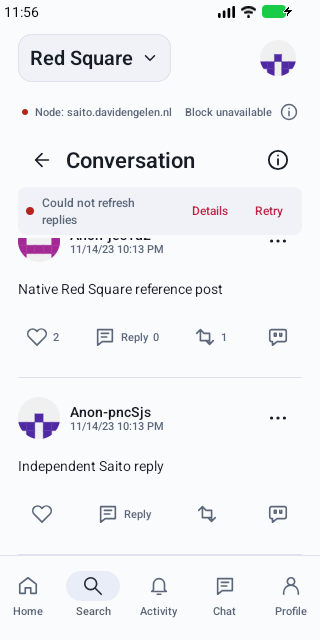 11:56
Red Square
Node: saito.davidengelen.nl Block unavailable
Conversation
Could not refresh
replies
Details Retry
11/14/23 10:13 PM
Native Red Square reference post
2 Reply 0 1
Anon-pncSjs
11/14/23 10:13 PM
Independent Saito reply
Reply
Home Search Activity Chat Profile